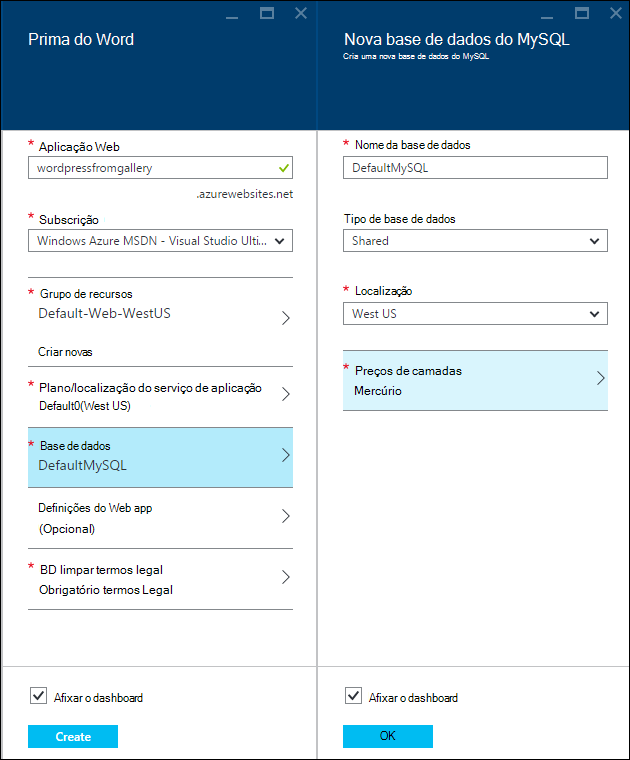 Prima do Word
* Aplicação Web
wordpressfromgallery
.azurewebsites.net
* Subscrição
Windows Azure MSDN - Visual Studio Ulti...
* Grupo de recursos
Default-Web-WestUS
Criar novas
* Plano/localização do serviço de aplicação
Default0(West US)
* Base de dados
DefaultMySQL
Definições do Web app
(Opcional)
* BD limpar termos legal
Obrigatório termos Legal
Afixar o dashboard
Create
Nova base de dados do MySQL
Cria uma nova base de dados do MySQL
* Nome da base de dados
DefaultMySQL
Tipo de base de dados
Shared
* Localização
West US
* Preços de camadas
Mercúrio
Afixar o dashboard
OK